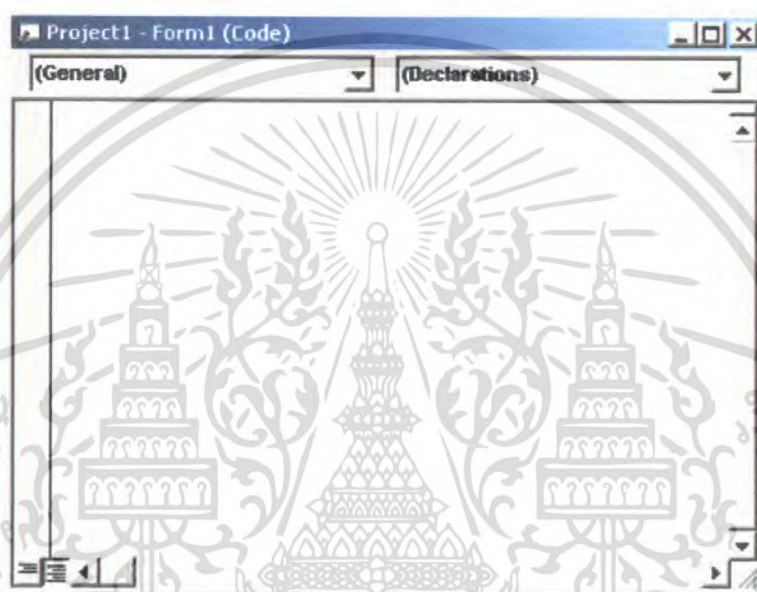 Project1 - Form1 (Code)
(General) (Declarations)